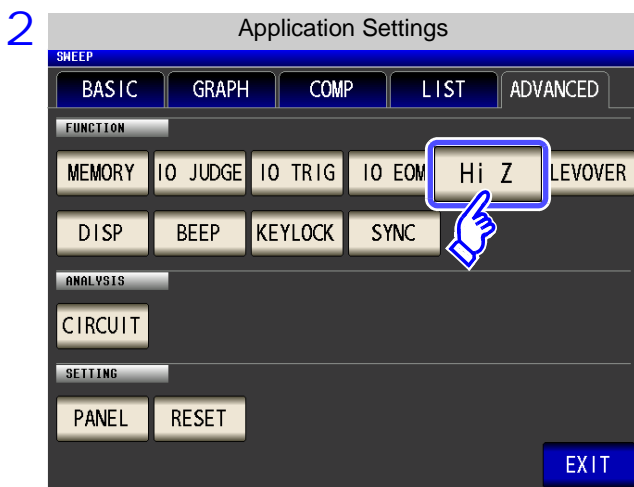 2
Application Settings
SWEEP
BASIC GRAPH COMP LIST ADVANCED
FUNCTION
MEMORY IO JUDGE IO TRIG IO EOM Hi Z LEVOVER
DISP BEEP KEYLOCK SYNC
ANALYSIS
CIRCUIT
SETTING
PANEL RESET
EXIT